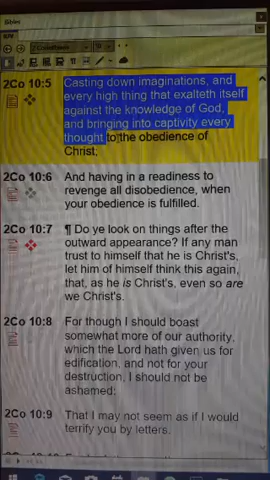 Bibles
KJV
2 Corinthians 10
2Co 10:5 Casting down imaginations, and
every high thing that exalteth itself
against the knowledge of God,
and bringing into captivity every
thought to the obedience of
Christ;
2Co 10:6 And having in a readiness to
revenge all disobedience, when
your obedience is fulfilled.
2Co 10:7 ¶ Do ye look on things after the
outward appearance? If any man
trust to himself that he is Christ's,
let him of himself think this again,
that, as he is Christ's, even so are
we Christ's.
2Co 10:8 For though I should boast
somewhat more of our authority,
which the Lord hath given us for
edification, and not for your
destruction, I should not be
ashamed:
2Co 10:9 That I may not seem as if I would
terrify you by letters.